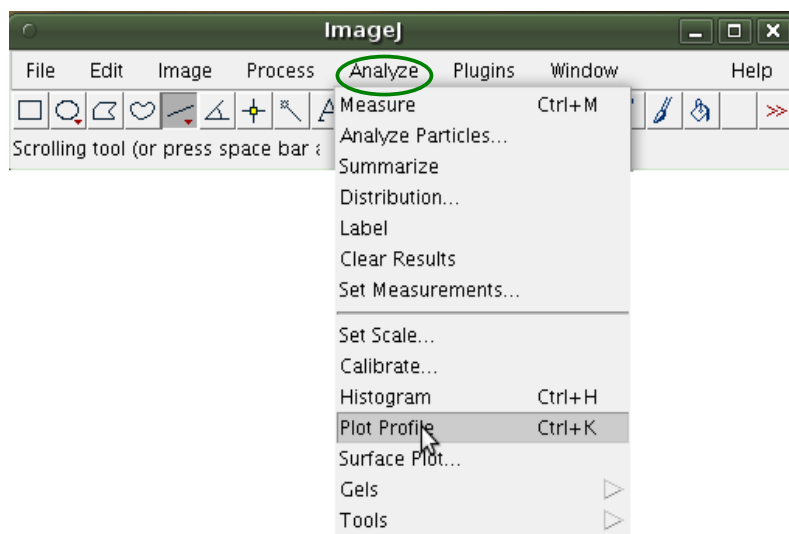 ImageJ
File Edit Image Process Analyze Plugins Window Help
A
>>
Scrolling tool (or press space bar
Measure Ctrl+M
Analyze Particles...
Summarize
Distribution...
Label
Clear Results
Set Measurements...
Set Scale...
Calibrate...
Histogram Ctrl+H
Plot Profile Ctrl+K
Surface Plot...
Gels
Tools